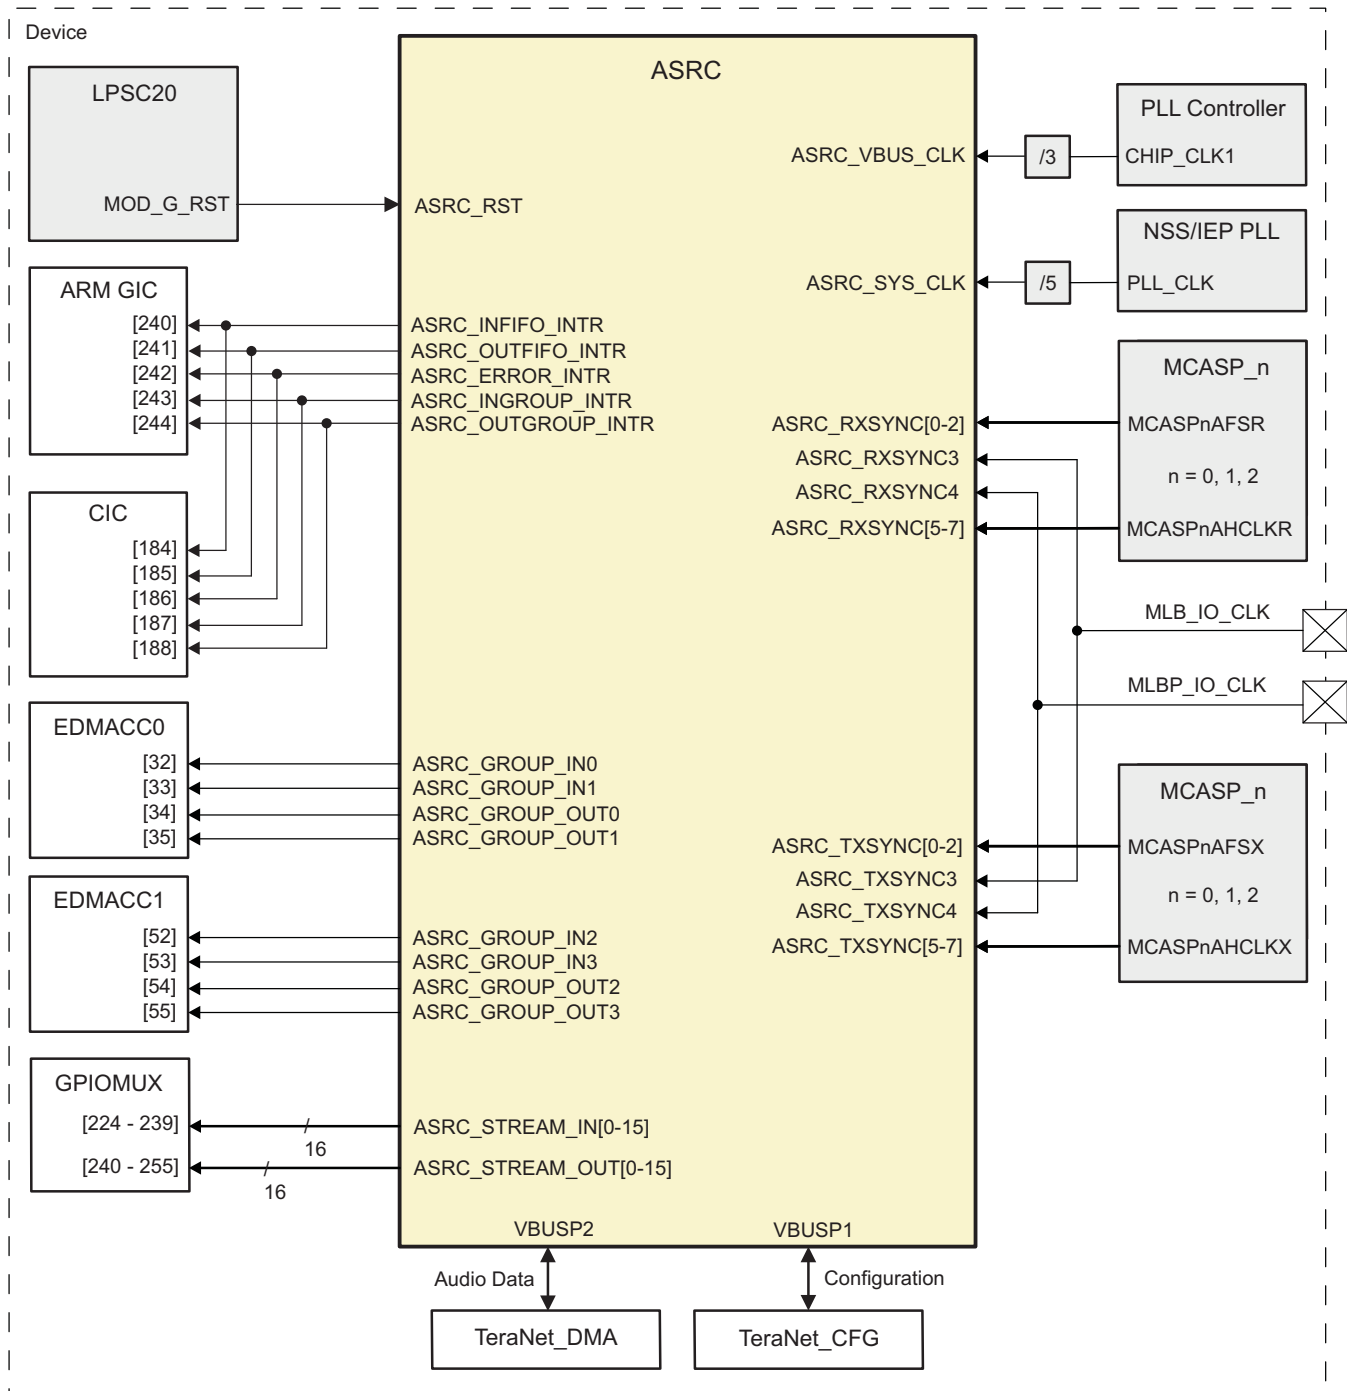 Device
LPSC20
MOD_G_RST
ARM GIC
[240]
[241]
[242]
[243]
[244]
CIC
[184]
[185]
[186]
[187]
[188]
EDMACC0
[32]
[33]
[34]
[35]
EDMACC1
[52]
[53]
[54]
[55]
GPIOMUX
[224 - 239]
[240 - 255]
16
16
ASRC
ASRC_RST
ASRC_INFIFO_INTR
ASRC_OUTFIFO_INTR
ASRC_ERROR_INTR
ASRC_INGROUP_INTR
ASRC_OUTGROUP_INTR
ASRC_GROUP_IN0
ASRC_GROUP_IN1
ASRC_GROUP_OUT0
ASRC_GROUP_OUT1
ASRC_GROUP_IN2
ASRC_GROUP_IN3
ASRC_GROUP_OUT2
ASRC_GROUP_OUT3
ASRC_STREAM_IN[0-15]
ASRC_STREAM_OUT[0-15]
ASRC_VBUS_CLK
ASRC_SYS_CLK
ASRC_RXSYNC[0-2]
ASRC_RXSYNC3
ASRC_RXSYNC4
ASRC_RXSYNC[5-7]
ASRC_TXSYNC[0-2]
ASRC_TXSYNC3
ASRC_TXSYNC4
ASRC_TXSYNC[5-7]
VBUSP2
VBUSP1
/3
PLL Controller
CHIP_CLK1
/5
NSS/IEP PLL
PLL_CLK
MCASP_n
MCASPnAFSR
n = 0, 1, 2
MCASPnAHCLKR
MLB_IO_CLK
MLBP_IO_CLK
MCASP_n
MCASPnAFSX
n = 0, 1, 2
MCASPnAHCLKX
Audio Data
Configuration
TeraNet_DMA
TeraNet_CFG